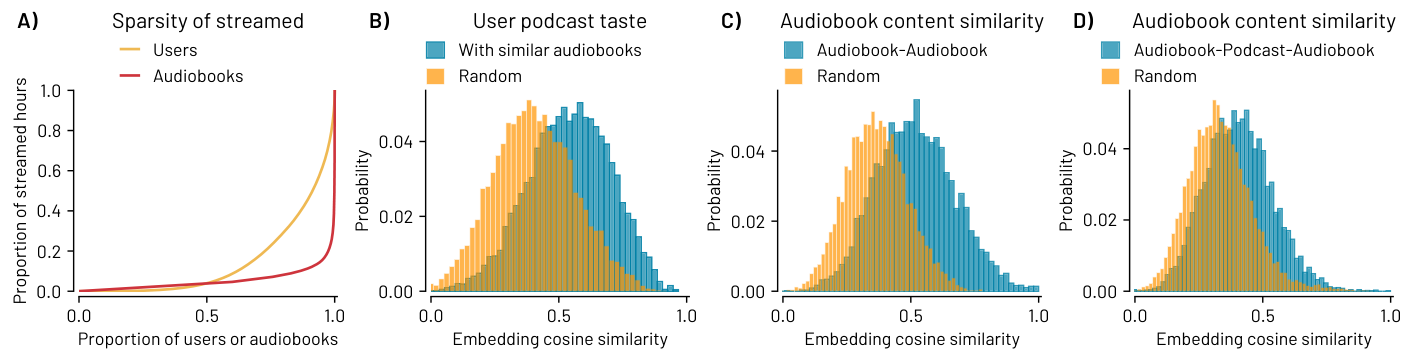 A)
Sparsity of streamed
Users
Audiobooks
Proportion of streamed hours
1.0
0.8
0.6
0.4
0.2
0.0
0.0 0.5 1.0
Proportion of users or audiobooks
B)
User podcast taste
With similar audiobooks
Random
Probability
0.04
0.02
0.00
0.0 0.5 1.0
Embedding cosine similarity
C)
Audiobook content similarity
Audiobook-Audiobook
Random
Probability
0.04
0.02
0.00
0.0 0.5 1.0
Embedding cosine similarity
D)
Audiobook content similarity
Audiobook-Podcast-Audiobook
Random
Probability
0.04
0.02
0.00
0.0 0.5 1.0
Embedding cosine similarity